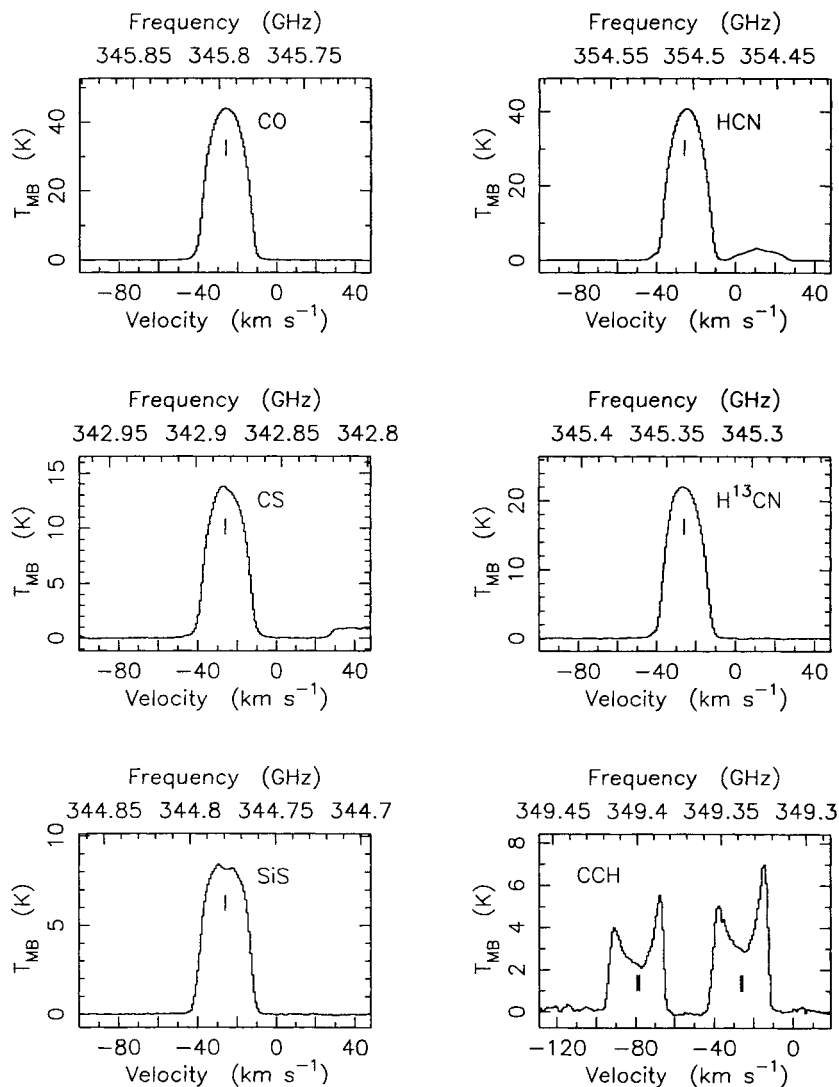 Frequency (GHz)
345.85 345.8 345.75
40
20
0
T_MB (K)
CO
−80 −40 0 40
Velocity (km s⁻¹)
Frequency (GHz)
354.55 354.5 354.45
40
20
0
T_MB (K)
HCN
−80 −40 0 40
Velocity (km s⁻¹)
Frequency (GHz)
342.95 342.9 342.85 342.8
15
10
5
0
T_MB (K)
CS
−80 −40 0 40
Velocity (km s⁻¹)
Frequency (GHz)
345.4 345.35 345.3
20
10
0
T_MB (K)
H¹³CN
−80 −40 0 40
Velocity (km s⁻¹)
Frequency (GHz)
344.85 344.8 344.75 344.7
10
5
0
T_MB (K)
SiS
−80 −40 0 40
Velocity (km s⁻¹)
Frequency (GHz)
349.45 349.4 349.35 349.3
8
6
4
2
0
T_MB (K)
CCH
−120 −80 −40 0
Velocity (km s⁻¹)